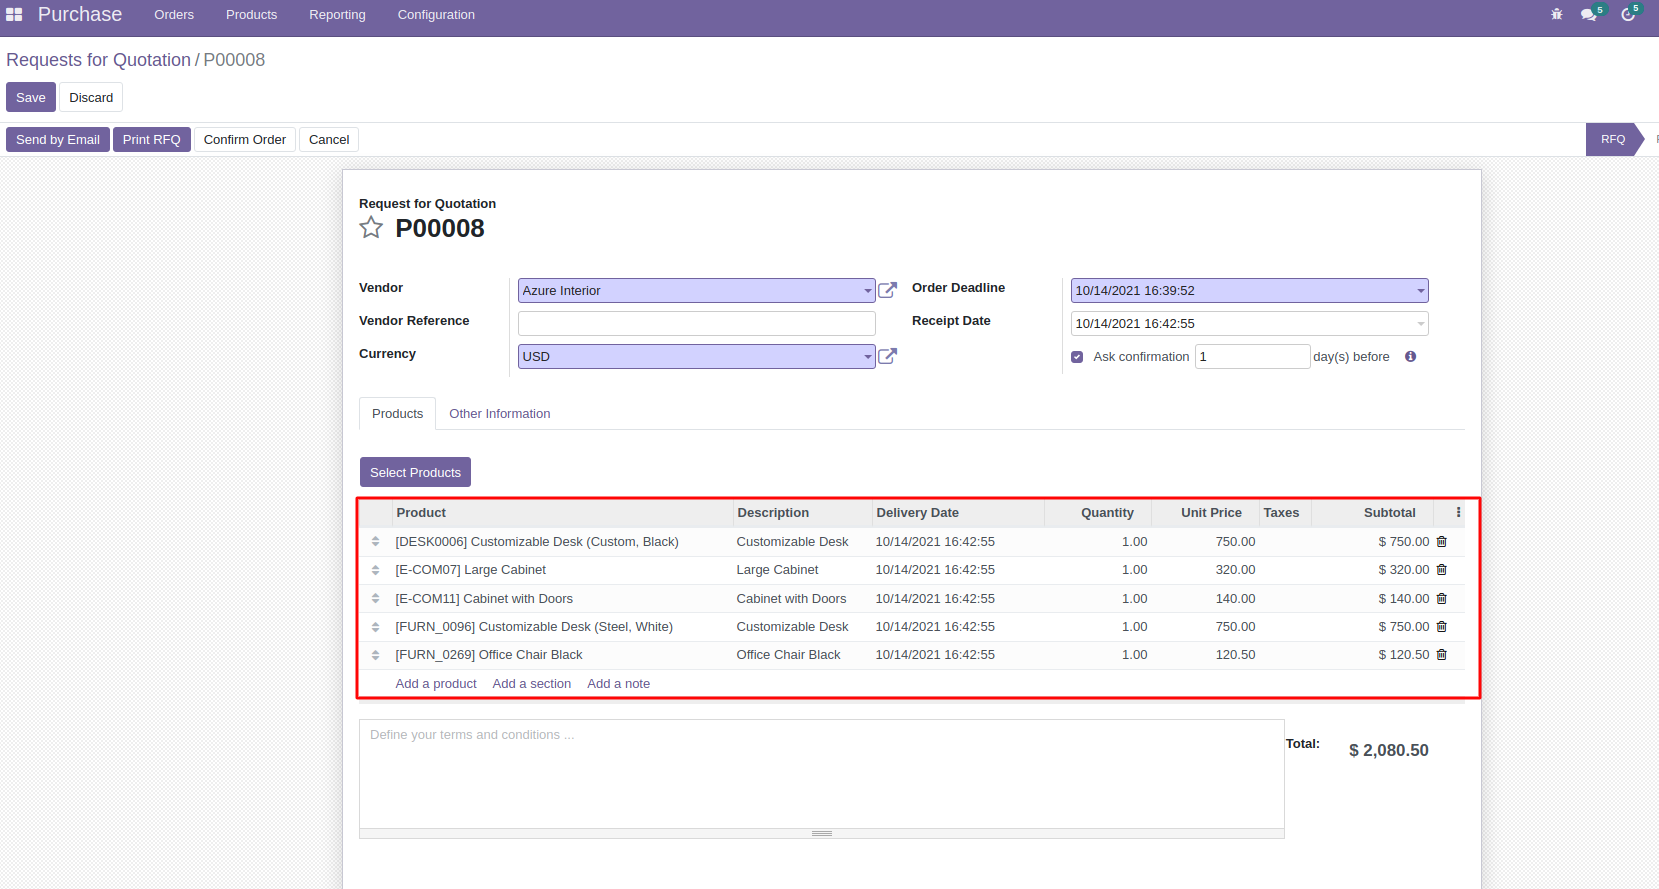 Purchase Orders Products Reporting Configuration 5 5
Requests for Quotation / P00008
Save Discard
Send by Email Print RFQ Confirm Order Cancel RFQ
Request for Quotation
P00008
Vendor Azure Interior Order Deadline 10/14/2021 16:39:52
Vendor Reference Receipt Date 10/14/2021 16:42:55
Currency USD Ask confirmation 1 day(s) before
Products Other Information
Select Products
Product Description Delivery Date Quantity Unit Price Taxes Subtotal
[DESK0006] Customizable Desk (Custom, Black) Customizable Desk 10/14/2021 16:42:55 1.00 750.00 $ 750.00
[E-COM07] Large Cabinet Large Cabinet 10/14/2021 16:42:55 1.00 320.00 $ 320.00
[E-COM11] Cabinet with Doors Cabinet with Doors 10/14/2021 16:42:55 1.00 140.00 $ 140.00
[FURN_0096] Customizable Desk (Steel, White) Customizable Desk 10/14/2021 16:42:55 1.00 750.00 $ 750.00
[FURN_0269] Office Chair Black Office Chair Black 10/14/2021 16:42:55 1.00 120.50 $ 120.50
Add a product Add a section Add a note
Define your terms and conditions ...
Total: $ 2,080.50